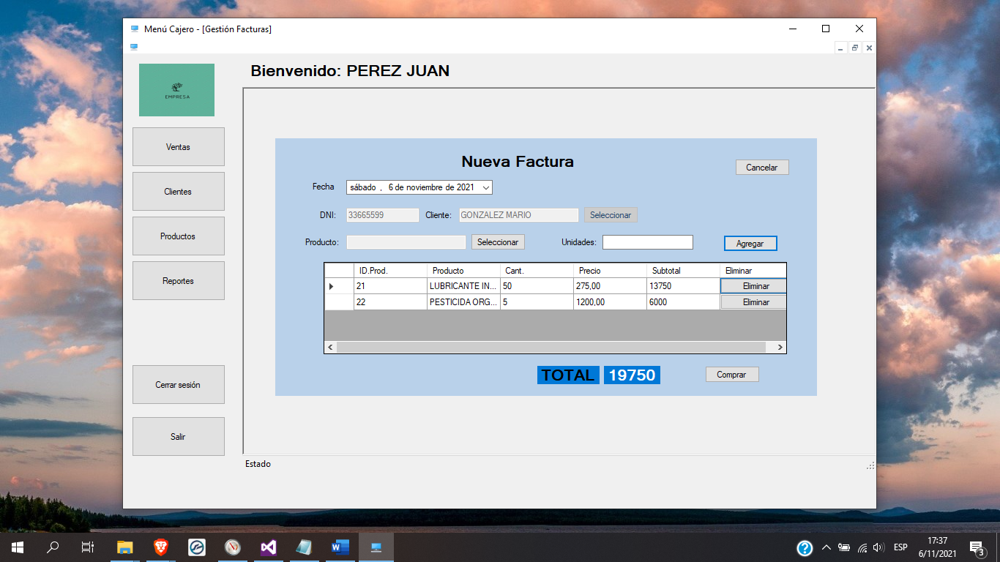 Menú Cajero - [Gestión Facturas]
EMPRESA
Bienvenido: PEREZ JUAN
Ventas
Clientes
Productos
Reportes
Cerrar sesión
Salir
Nueva Factura
Cancelar
Fecha sábado , 6 de noviembre de 2021
DNI: 33665599 Cliente: GONZALEZ MARIO Seleccionar
Producto: Seleccionar Unidades: Agregar
ID.Prod. Producto Cant. Precio Subtotal Eliminar
21 LUBRICANTE IN... 50 275,00 13750 Eliminar
22 PESTICIDA ORG... 5 1200,00 6000 Eliminar
TOTAL 19750 Comprar
Estado
ESP
17:37
6/11/2021
3